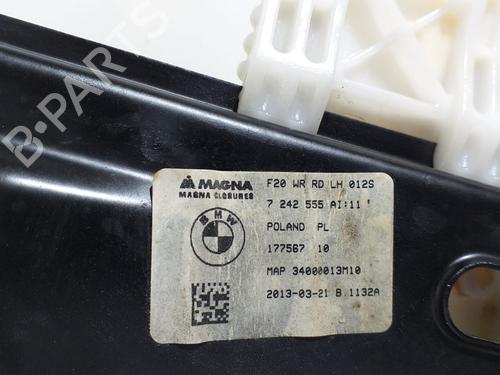 B-PARTS
MAGNA
MAGNA CLOSURES
BMW
F20 WR RD LH 012S
7 242 555 AI:11
POLAND PL
177567 10
MAP 34000013M10
2013-03-21 B 1132A